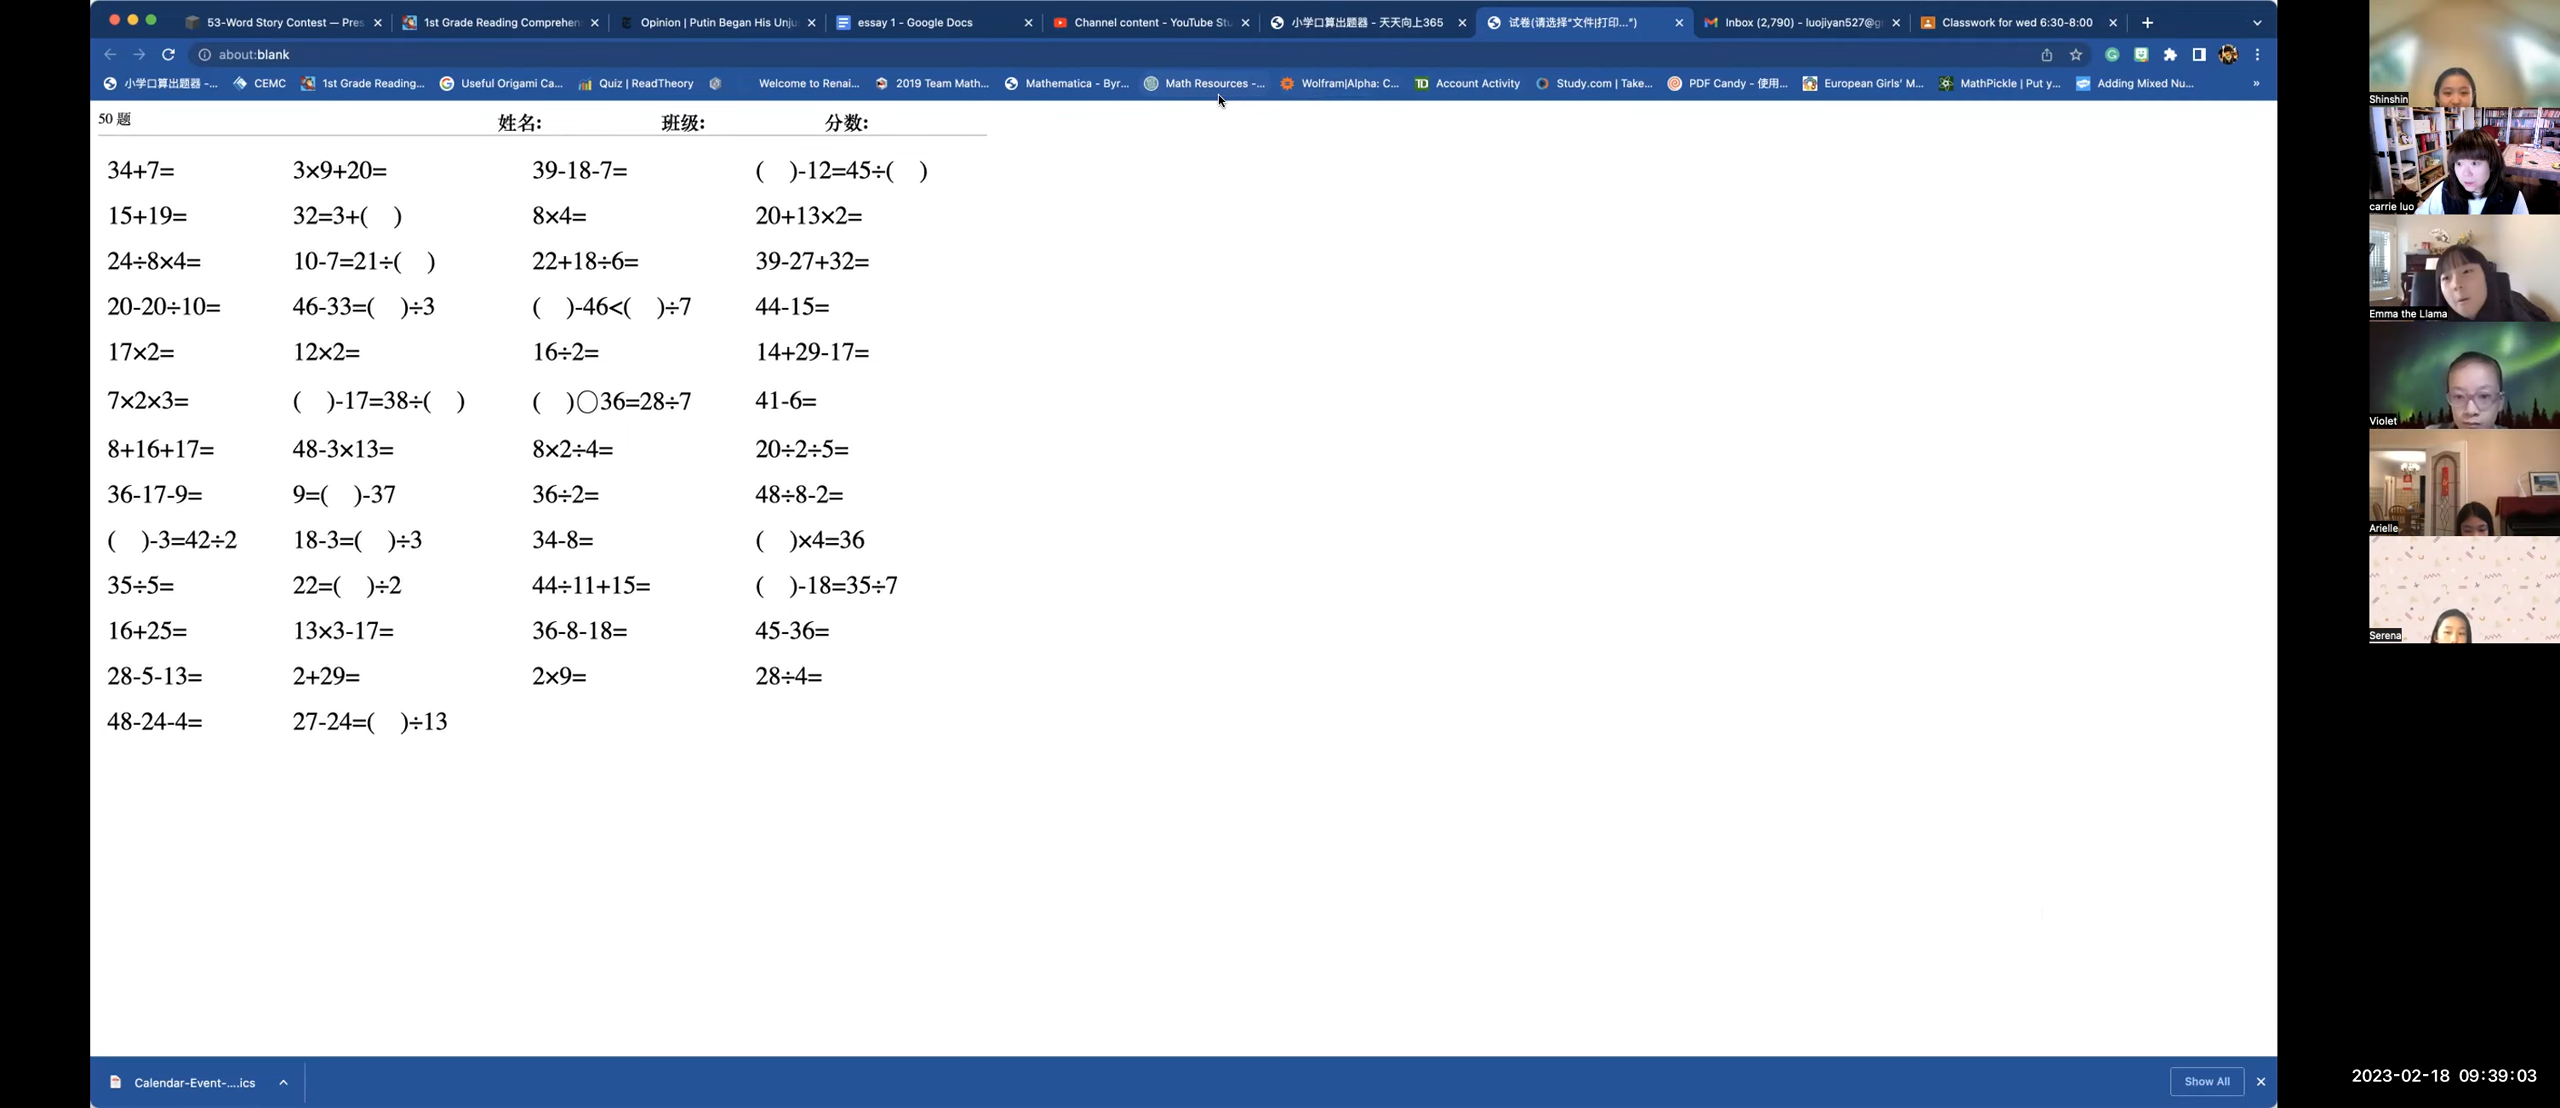 53-Word Story Contest — Pres
1st Grade Reading Comprehen
Opinion | Putin Began His Unju
essay 1 - Google Docs
Channel content - YouTube Stu
小学口算出题器 - 天天向上365
试卷(请选择“文件|打印...”)
Inbox (2,790) - luojiyan527@g
Classwork for wed 6:30-8:00
about:blank
小学口算出题器 -...
CEMC
1st Grade Reading...
Useful Origami Ca...
Quiz | ReadTheory
Welcome to Renai...
2019 Team Math...
Mathematica - Byr...
Math Resources -...
Wolfram|Alpha: C...
TD Account Activity
Study.com | Take...
PDF Candy - 使用...
European Girls' M...
MathPickle | Put y...
Adding Mixed Nu...
»
50 题 姓名: 班级: 分数:
34+7= 3×9+20= 39-18-7= ( )-12=45÷( )
15+19= 32=3+( ) 8×4= 20+13×2=
24÷8×4= 10-7=21÷( ) 22+18÷6= 39-27+32=
20-20÷10= 46-33=( )÷3 ( )-46<( )÷7 44-15=
17×2= 12×2= 16÷2= 14+29-17=
7×2×3= ( )-17=38÷( ) ( )○36=28÷7 41-6=
8+16+17= 48-3×13= 8×2÷4= 20÷2÷5=
36-17-9= 9=( )-37 36÷2= 48÷8-2=
( )-3=42÷2 18-3=( )÷3 34-8= ( )×4=36
35÷5= 22=( )÷2 44÷11+15= ( )-18=35÷7
16+25= 13×3-17= 36-8-18= 45-36=
28-5-13= 2+29= 2×9= 28÷4=
48-24-4= 27-24=( )÷13
Calendar-Event-....ics
Show All
Shinshin
carrie luo
Emma the Llama
Violet
Arielle
Serena
2023-02-18 09:39:03